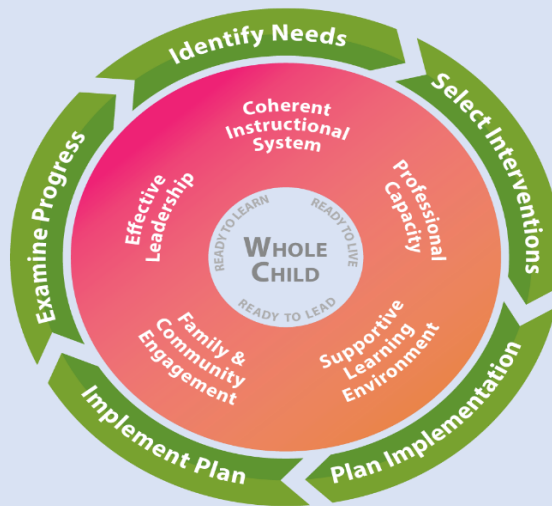 Identify Needs
Select Interventions
Plan Implementation
Implement Plan
Examine Progress
Coherent
Instructional
System
Professional
Capacity
Supportive
Learning
Environment
Family &
Community
Engagement
Effective
Leadership
READY TO LEARN
READY TO LIVE
READY TO LEAD
WHOLE
CHILD